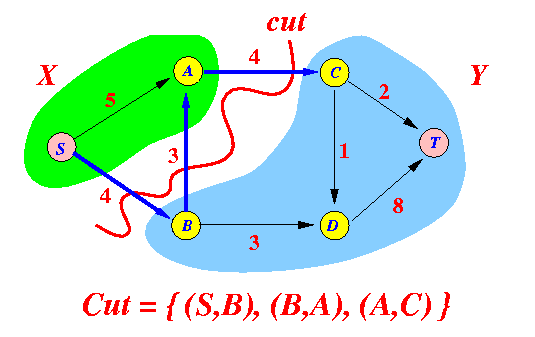 cut
X
A
4
C
Y
5
2
S
3
1
T
4
B
3
D
8
Cut = { (S,B), (B,A), (A,C) }